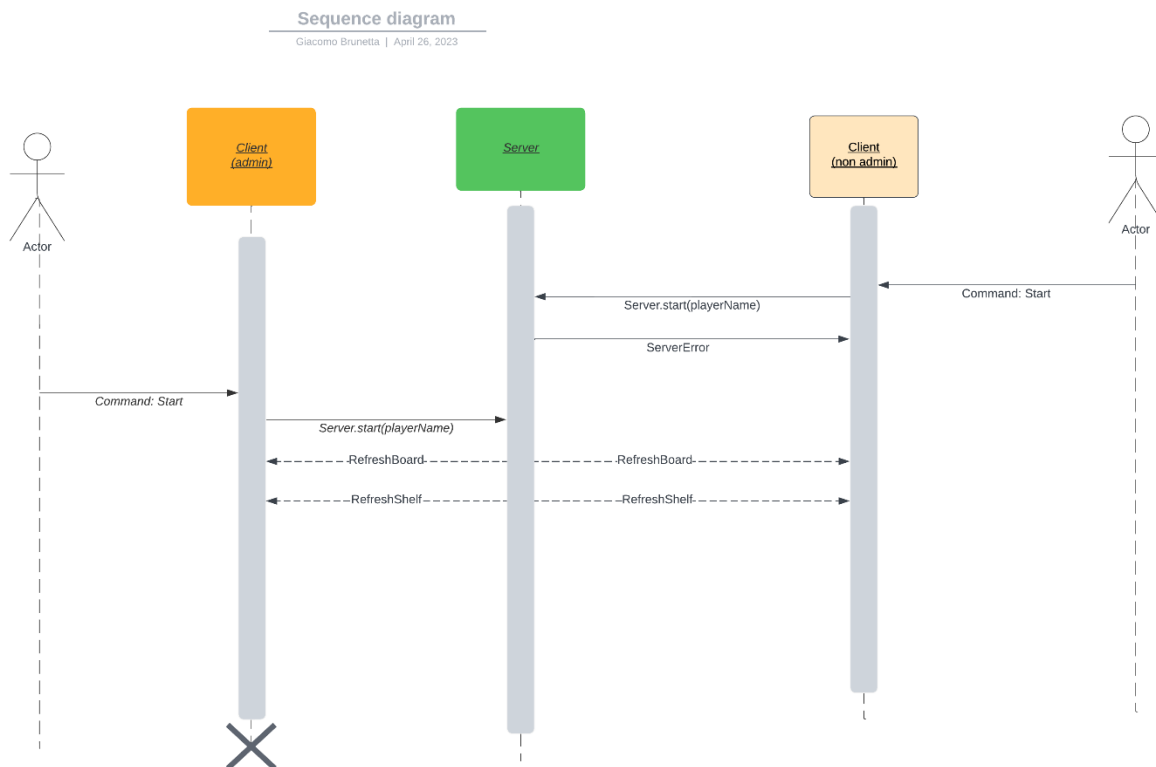 Sequence diagram
Giacomo Brunetta | April 26, 2023
Client
(admin)
Server
Client
(non admin)
Actor
Actor
Command: Start
Server.start(playerName)
ServerError
Command: Start
Server.start(playerName)
RefreshBoard
RefreshBoard
RefreshShelf
RefreshShelf